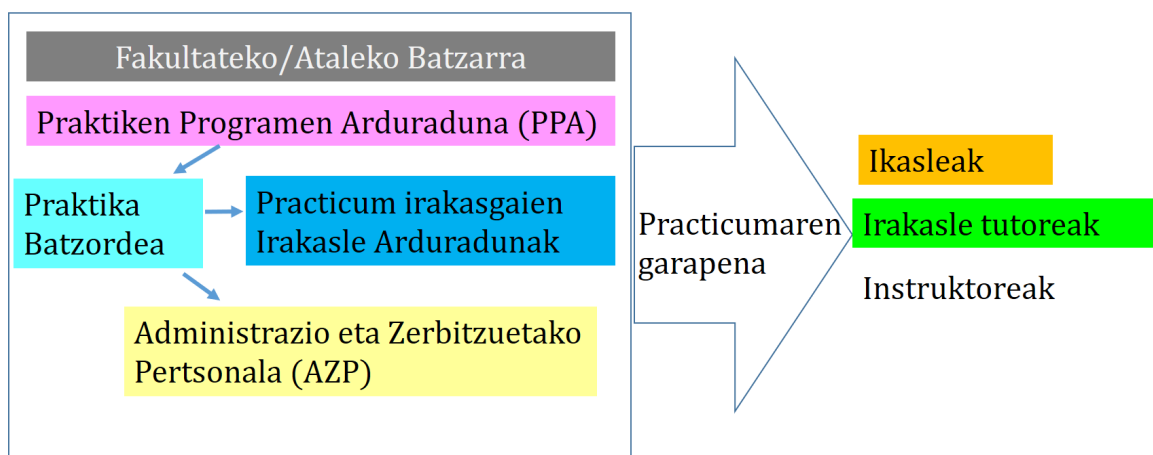 Fakultateko/Ataleko Batzarra
Praktiken Programen Arduraduna (PPA)
Praktika
Batzordea
Practicum irakasgaien
Irakasle Arduradunak
Administrazio eta Zerbitzuetako
Pertsonala (AZP)
Practicumaren
garapena
Ikasleak
Irakasle tutoreak
Instruktoreak